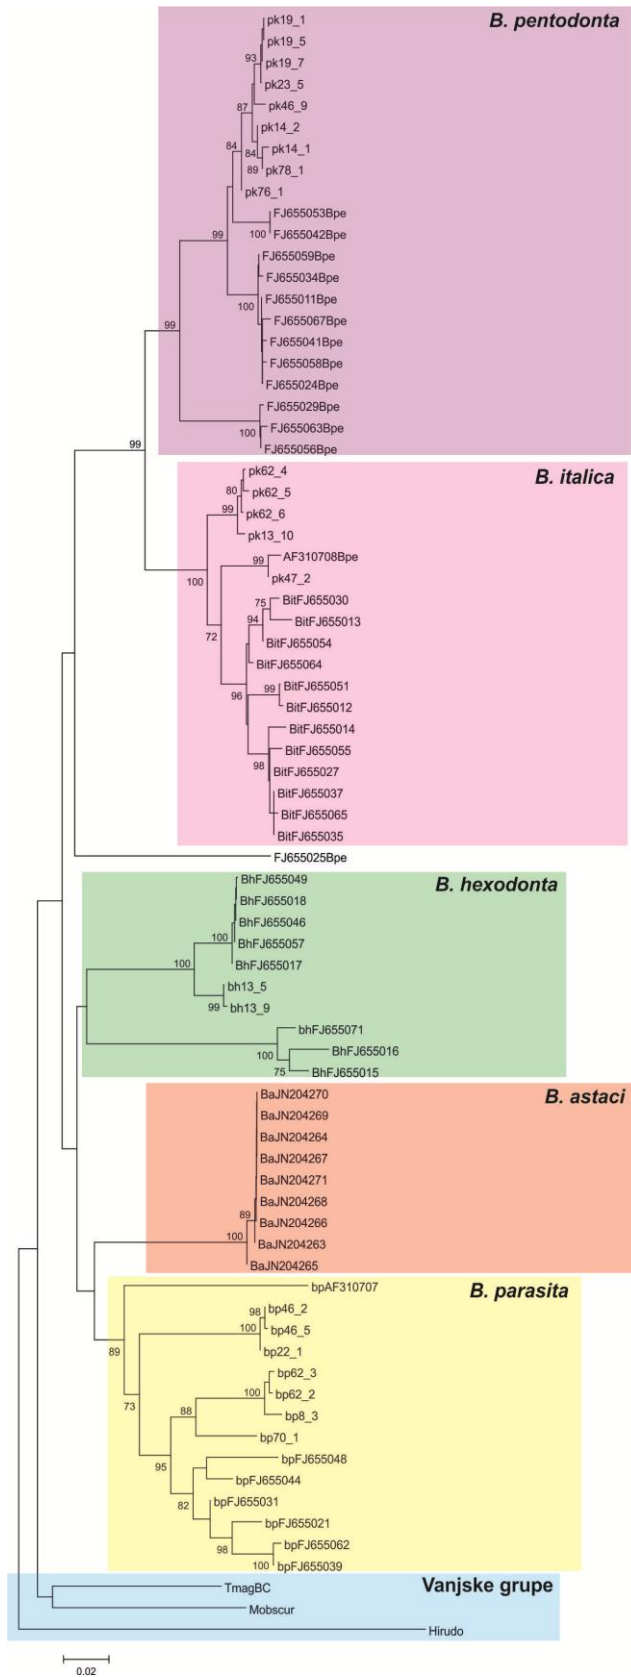 B. pentodonta
pk19_1
pk19_5
93
pk19_7
pk23_5
87
pk46_9
pk14_2
84
84
pk14_1
89
pk78_1
pk76_1
FJ655053Bpe
99
100
FJ655042Bpe
FJ655059Bpe
FJ655034Bpe
100
FJ655011Bpe
FJ655067Bpe
99
FJ655041Bpe
FJ655058Bpe
FJ655024Bpe
FJ655029Bpe
100
FJ655063Bpe
99
FJ655056Bpe
B. italica
pk62_4
80
pk62_5
99
pk62_6
pk13_10
99
AF310708Bpe
100
pk47_2
75
BitFJ655030
94
BitFJ655013
72
BitFJ655054
BitFJ655064
99
BitFJ655051
96
BitFJ655012
BitFJ655014
BitFJ655055
98
BitFJ655027
BitFJ655037
BitFJ655065
BitFJ655035
FJ655025Bpe
B. hexodonta
BhFJ655049
BhFJ655018
BhFJ655046
100
BhFJ655057
100
BhFJ655017
bh13_5
99
bh13_9
bhFJ655071
100
BhFJ655016
75
BhFJ655015
B. astaci
BaJN204270
BaJN204269
BaJN204264
BaJN204267
BaJN204271
BaJN204268
89
BaJN204266
100
BaJN204263
BaJN204265
B. parasita
bpAF310707
98
bp46_2
100
bp46_5
89
bp22_1
bp62_3
100
bp62_2
73
88
bp8_3
bp70_1
95
bpFJ655048
bpFJ655044
82
bpFJ655031
bpFJ655021
98
bpFJ655062
100
bpFJ655039
Vanjske grupe
TmagBC
Mobscur
Hirudo
0.02